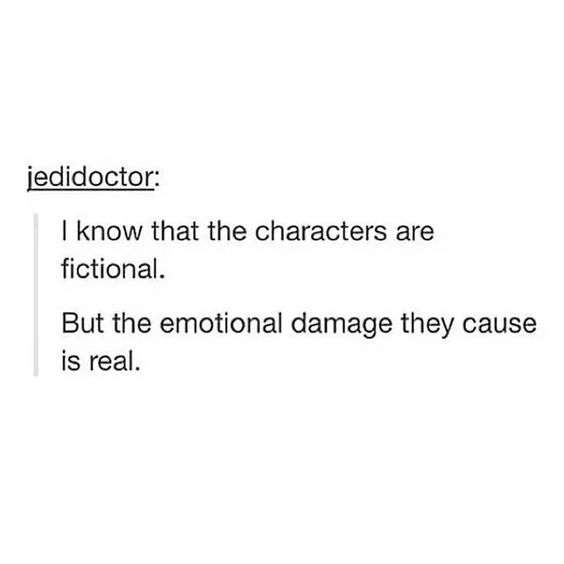 jedidoctor:
I know that the characters are
fictional.
But the emotional damage they cause
is real.